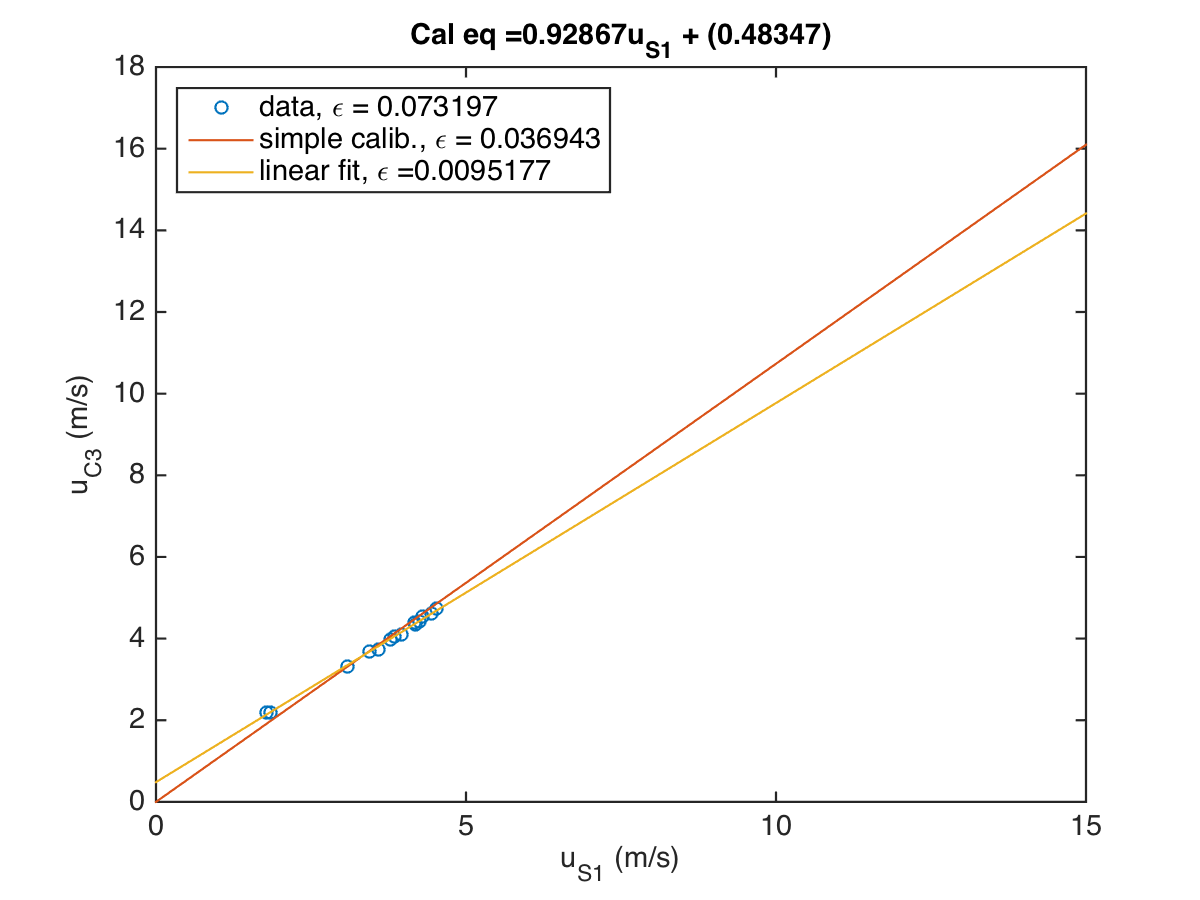 Cal eq =0.92867u_S1 + (0.48347)
18
16
14
12
10
8
6
4
2
0
data, ϵ = 0.073197
simple calib., ϵ = 0.036943
linear fit, ϵ =0.0095177
u_C3 (m/s)
0 5 10 15
u_S1 (m/s)